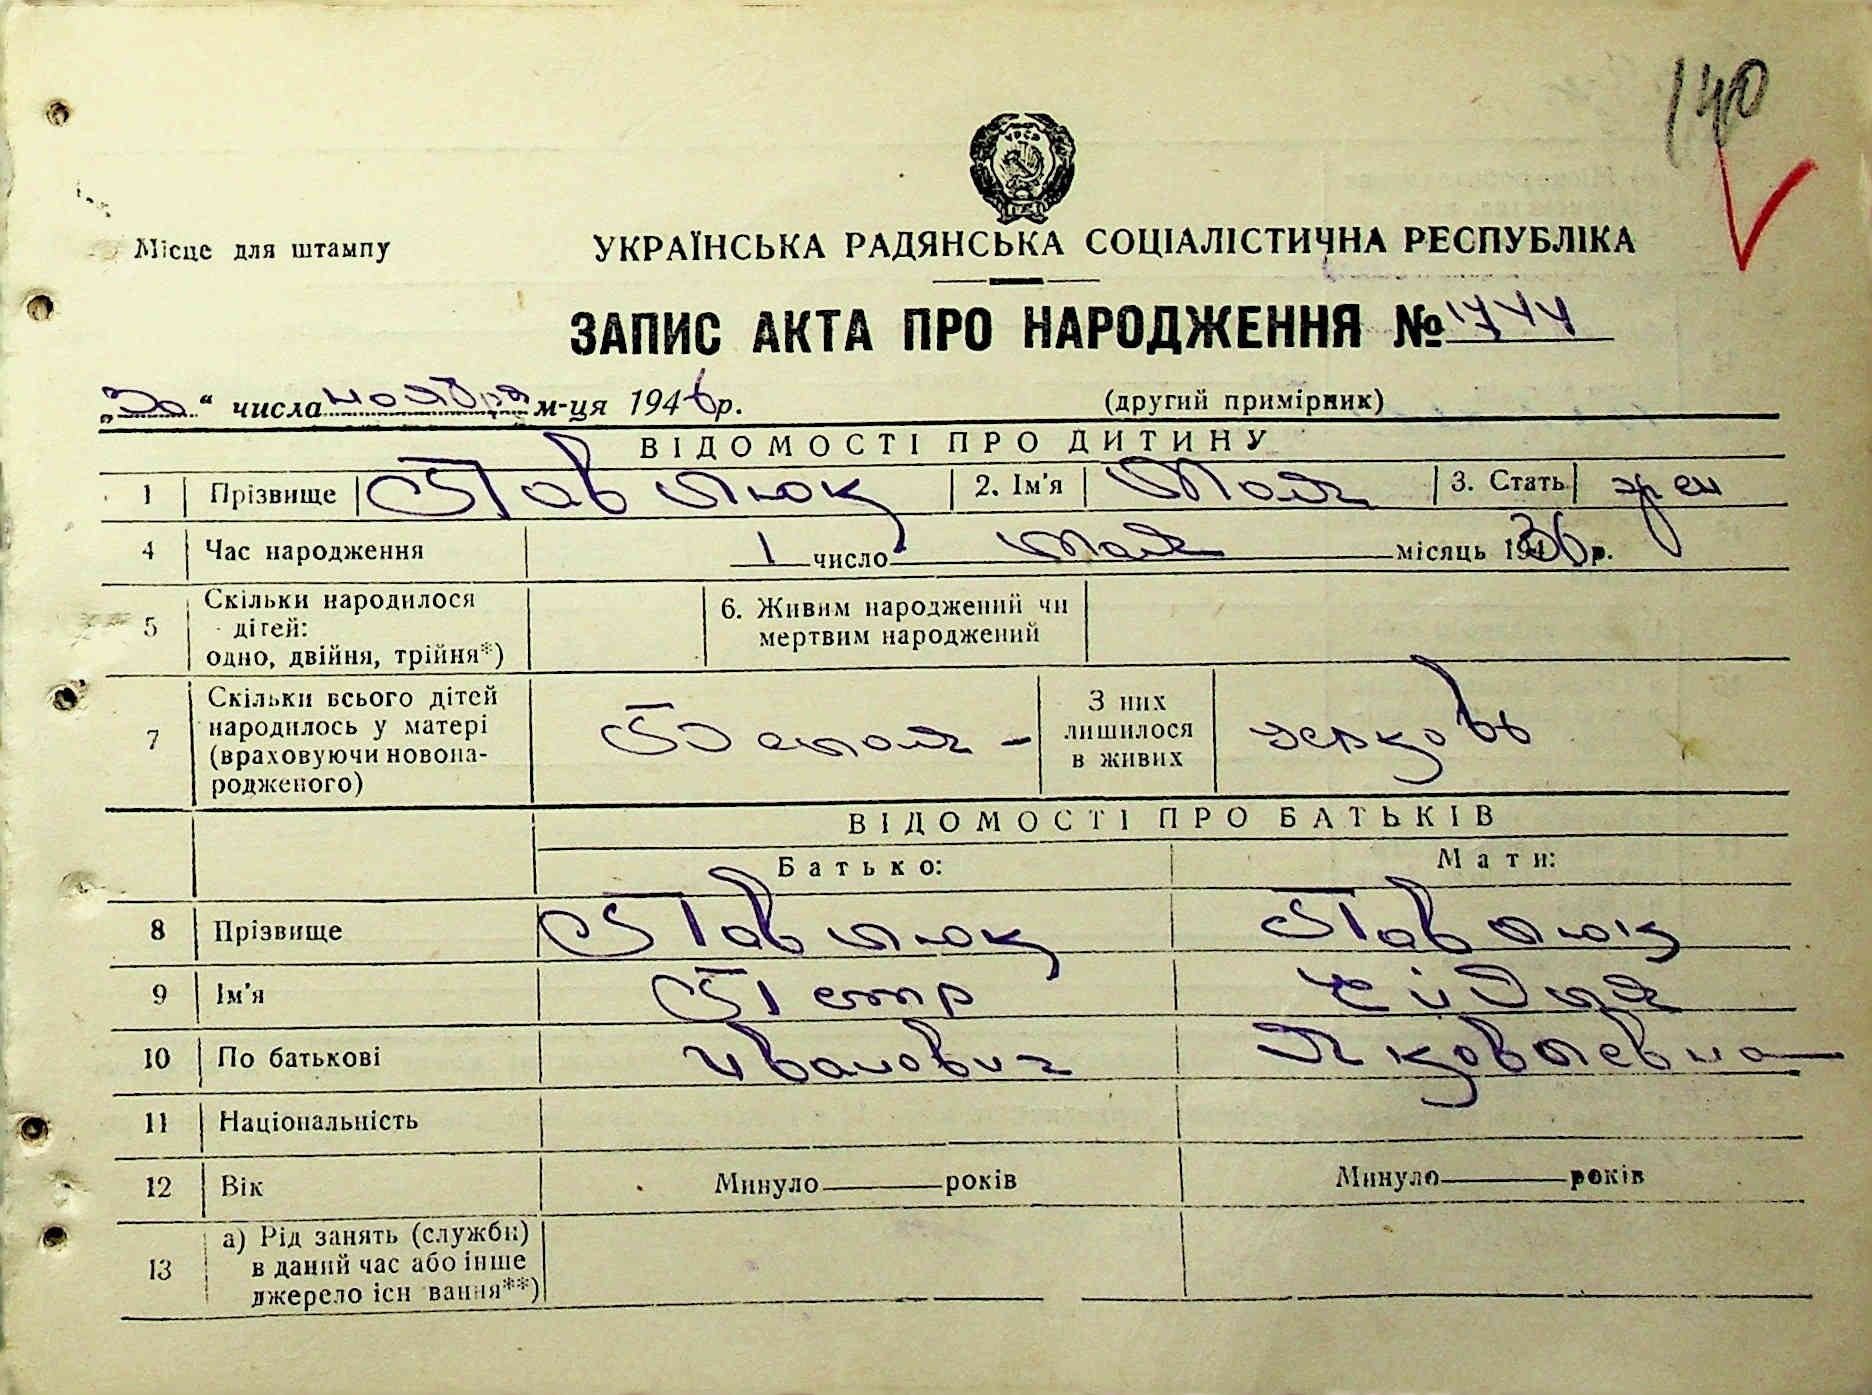 140
УРСР
Місце для штампу
УКРАЇНСЬКА РАДЯНСЬКА СОЦІАЛІСТИЧНА РЕСПУБЛІКА
ЗАПИС АКТА ПРО НАРОДЖЕННЯ №
„30“ числа ноября м-ця 1946 р.
(другий примірник)
ВІДОМОСТІ ПРО ДИТИНУ
1 Прізвище Павлюк 2. Ім'я Майя 3. Стать жен
4 Час народження 1 число мая місяць 1936 р.
5 Скільки народилося дітей: одно, двійня, трійня*)
6. Живим народжений чи мертвим народжений
7 Скільки всього дітей народилось у матері (враховуючи новонародженого)
З них лишилося в живих
ВІДОМОСТІ ПРО БАТЬКІВ
Батько: Мати:
8 Прізвище Павлюк Павлюк
9 Ім'я Петр Лидия
10 По батькові Иванович Яковлевна
11 Національність
12 Вік Минуло років Минуло років
13 а) Рід занять (служби) в даний час або інше джерело існ вання**)